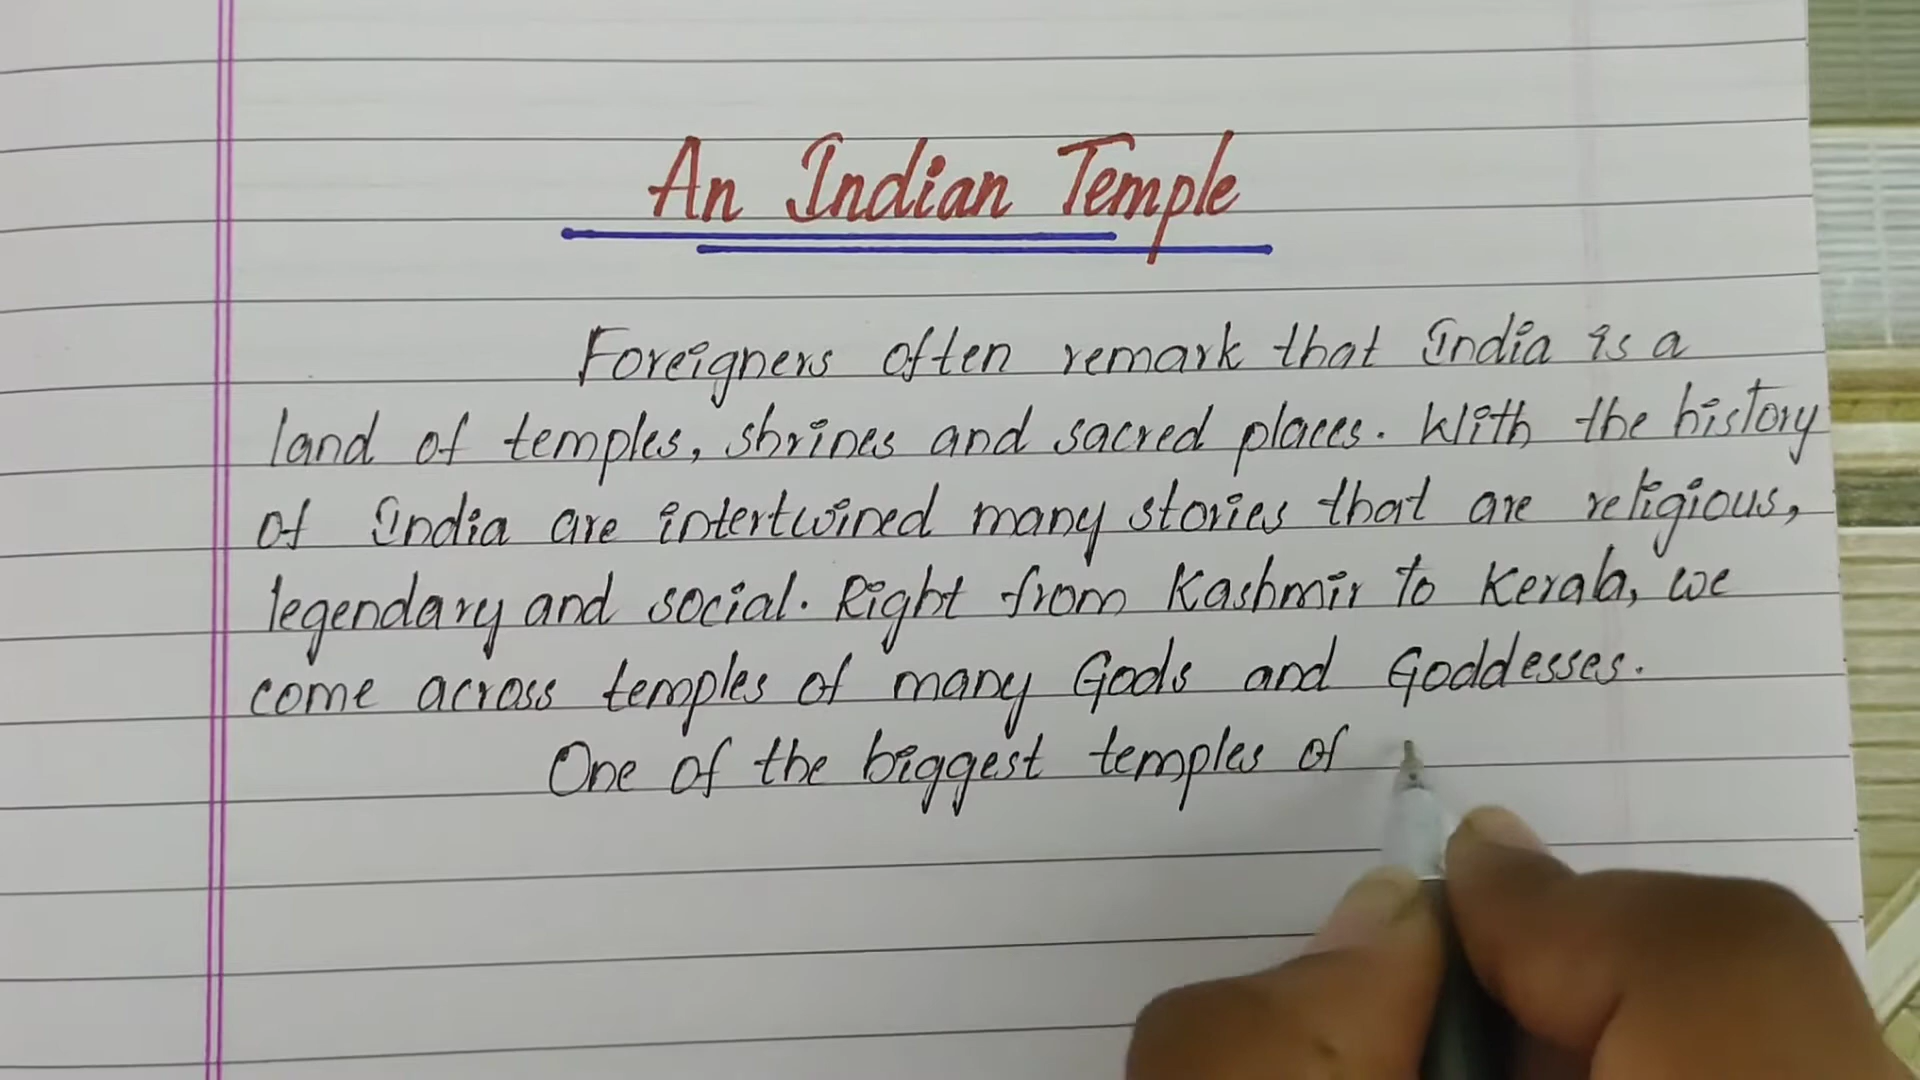 An Indian Temple
Foreigners often remark that India is a
land of temples, shrines and sacred places. With the history
of India are intertwined many stories that are religious,
legendary and social. Right from Kashmir to Kerala, we
come across temples of many Gods and Goddesses.
One of the biggest temples of